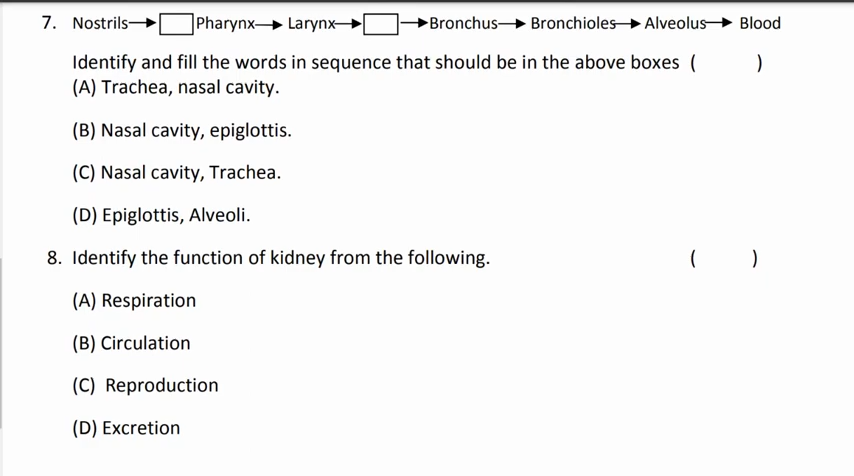 7. Nostrils→ Pharynx→ Larynx→ →Bronchus→ Bronchioles→ Alveolus→ Blood
Identify and fill the words in sequence that should be in the above boxes ( )
(A) Trachea, nasal cavity.
(B) Nasal cavity, epiglottis.
(C) Nasal cavity, Trachea.
(D) Epiglottis, Alveoli.
8. Identify the function of kidney from the following. ( )
(A) Respiration
(B) Circulation
(C) Reproduction
(D) Excretion